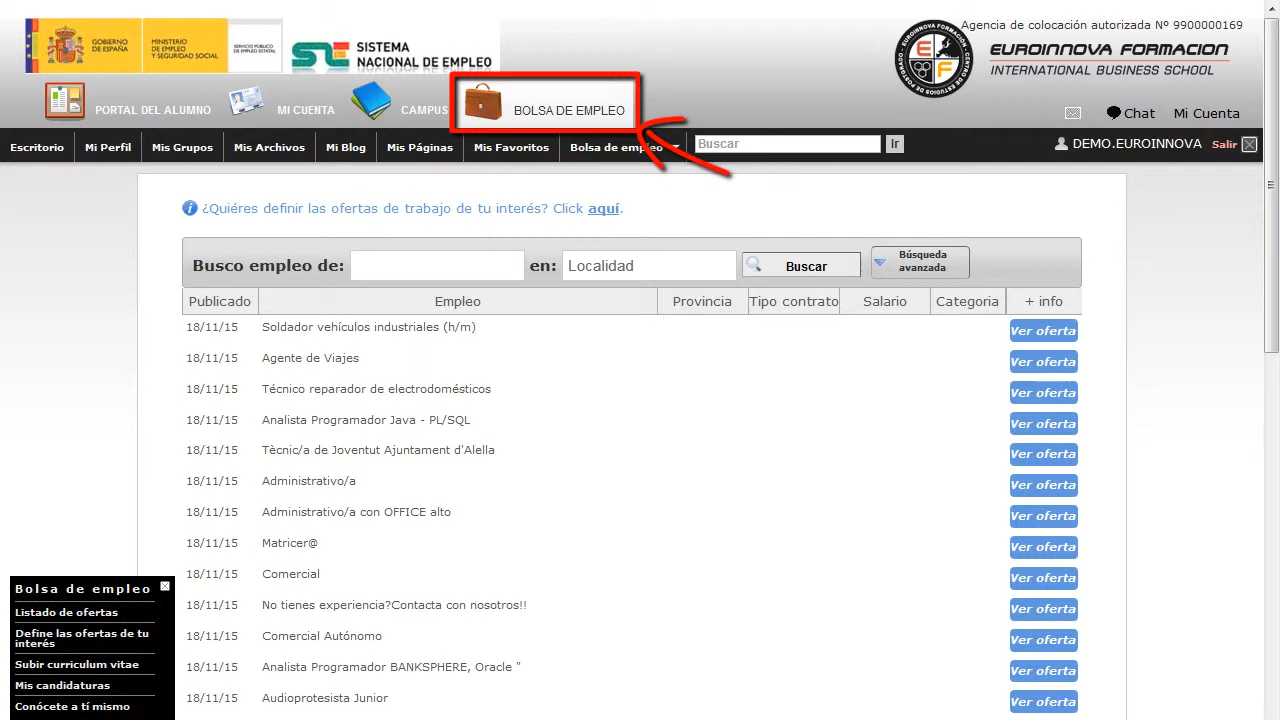 Agencia de colocación autorizada Nº 9900000169
GOBIERNO
DE ESPAÑA
MINISTERIO
DE EMPLEO
Y SEGURIDAD SOCIAL
SERVICIO PÚBLICO
DE EMPLEO ESTATAL
SISTEMA
NACIONAL DE EMPLEO
EUROINNOVA FORMACION
INTERNATIONAL BUSINESS SCHOOL
PORTAL DEL ALUMNO
MI CUENTA
CAMPUS
BOLSA DE EMPLEO
Chat
Mi Cuenta
Escritorio
Mi Perfil
Mis Grupos
Mis Archivos
Mi Blog
Mis Páginas
Mis Favoritos
Bolsa de empleo
Buscar
Ir
DEMO.EUROINNOVA
Salir
¿Quiéres definir las ofertas de trabajo de tu interés? Click aquí.
Busco empleo de:
en:
Localidad
Buscar
Búsqueda
avanzada
Publicado Empleo Provincia Tipo contrato Salario Categoria + info
18/11/15 Soldador vehículos industriales (h/m) Ver oferta
18/11/15 Agente de Viajes Ver oferta
18/11/15 Técnico reparador de electrodomésticos Ver oferta
18/11/15 Analista Programador Java - PL/SQL Ver oferta
18/11/15 Tècnic/a de Joventut Ajuntament d'Alella Ver oferta
18/11/15 Administrativo/a Ver oferta
18/11/15 Administrativo/a con OFFICE alto Ver oferta
18/11/15 Matricer@ Ver oferta
18/11/15 Comercial Ver oferta
18/11/15 No tienes experiencia?Contacta con nosotros!! Ver oferta
18/11/15 Comercial Autónomo Ver oferta
18/11/15 Analista Programador BANKSPHERE, Oracle " Ver oferta
18/11/15 Audioprotesista Junior Ver oferta
Bolsa de empleo
Listado de ofertas
Define las ofertas de tu
interés
Subir curriculum vitae
Mis candidaturas
Conócete a tí mismo